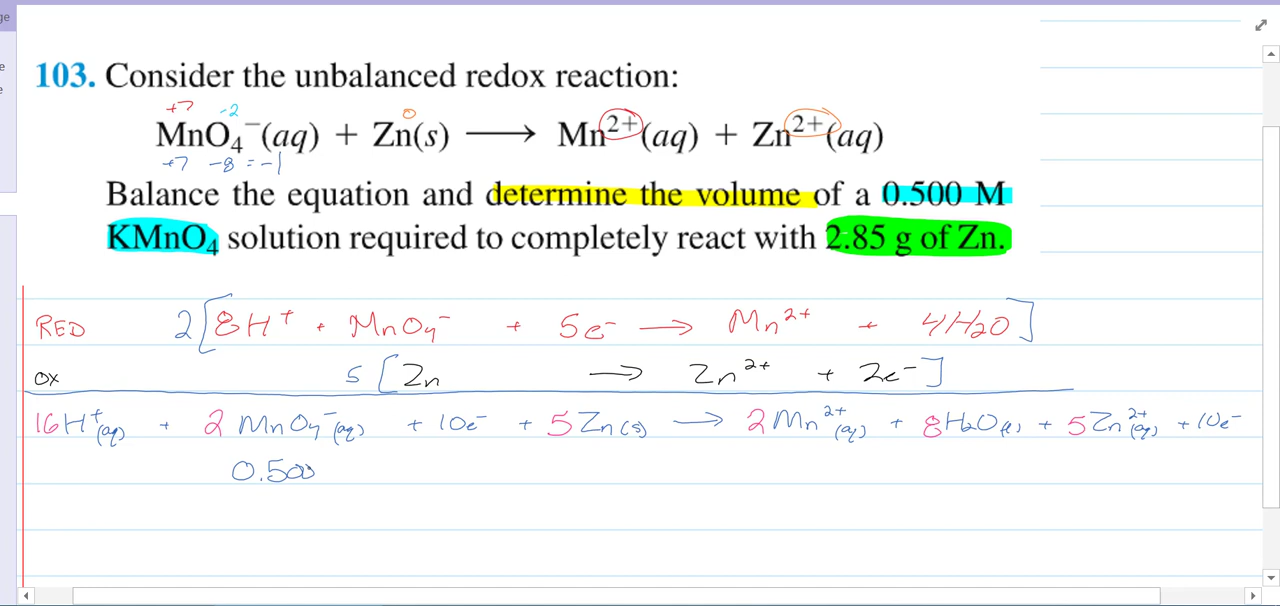 ge
103. Consider the unbalanced redox reaction:
+7 -2 0
MnO₄⁻(aq) + Zn(s) ⟶ Mn²⁺(aq) + Zn²⁺(aq)
+7 -8 = -1
Balance the equation and determine the volume of a 0.500 M
KMnO₄ solution required to completely react with 2.85 g of Zn.
RED 2[8H⁺ + MnO₄⁻ + 5e⁻ → Mn²⁺ + 4H₂O]
OX 5[Zn → Zn²⁺ + 2e⁻]
16H⁺(aq) + 2MnO₄⁻(aq) + 10e⁻ + 5Zn(s) → 2Mn²⁺(aq) + 8H₂O(l) + 5Zn²⁺(aq) + 10e⁻
0.500